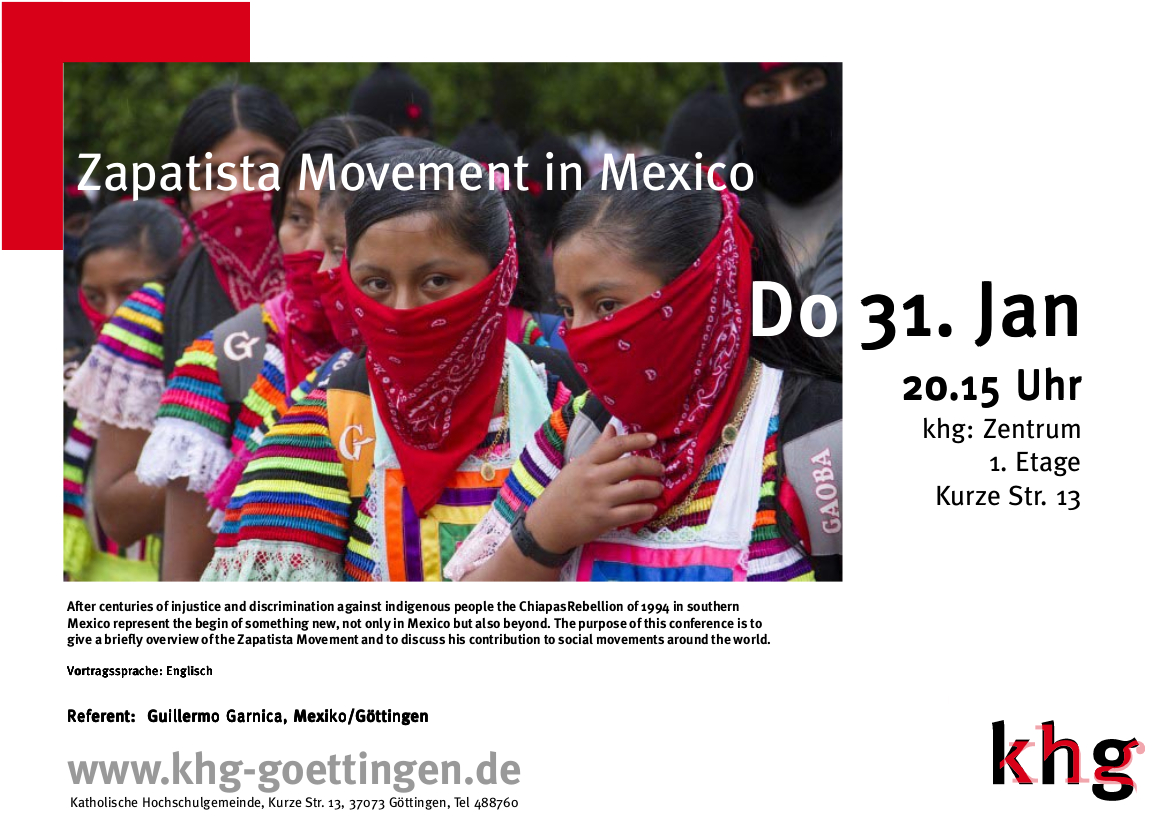 Zapatista Movement in Mexico
Do 31. Jan
20.15 Uhr
khg: Zentrum
1. Etage
Kurze Str. 13
G
G
GAOBA
After centuries of injustice and discrimination against indigenous people the ChiapasRebellion of 1994 in southern
Mexico represent the begin of something new, not only in Mexico but also beyond. The purpose of this conference is to
give a briefly overview of the Zapatista Movement and to discuss his contribution to social movements around the world.
Vortragssprache: Englisch
Referent: Guillermo Garnica, Mexiko/Göttingen
www.khg-goettingen.de
Katholische Hochschulgemeinde, Kurze Str. 13, 37073 Göttingen, Tel 488760
khg